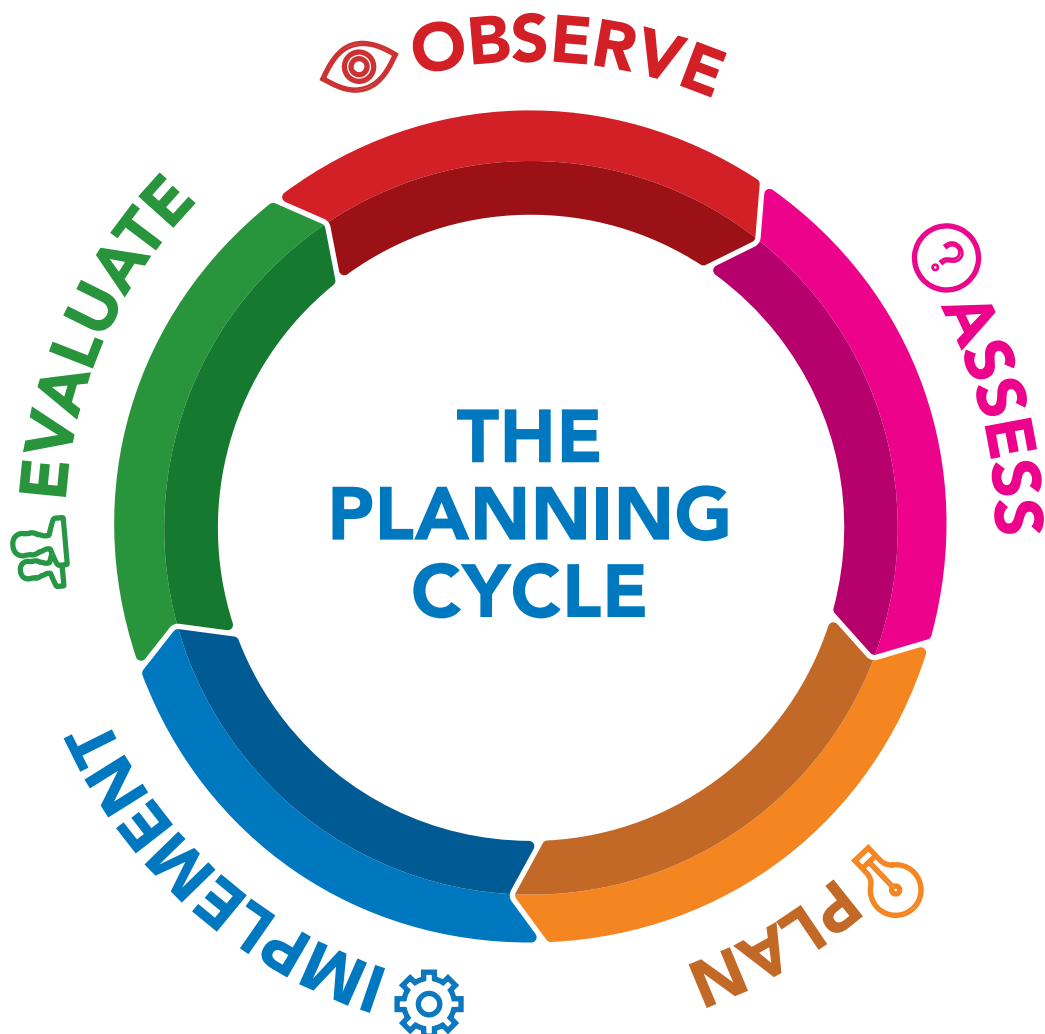 OBSERVE
ASSESS
PLAN
IMPLEMENT
EVALUATE
THE
PLANNING
CYCLE